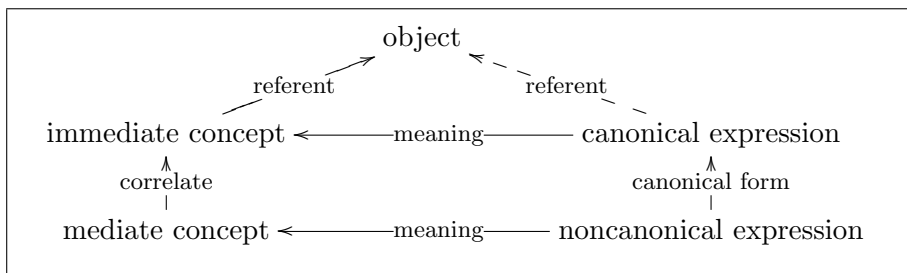 object
referent referent
immediate concept meaning canonical expression
correlate canonical form
mediate concept meaning noncanonical expression